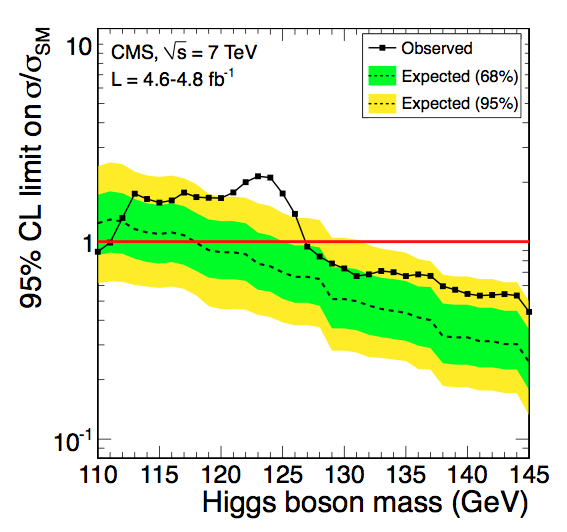 95% CL limit on σ/σSM
10
1
10-1
CMS, √s = 7 TeV
L = 4.6-4.8 fb-1
Observed
Expected (68%)
Expected (95%)
110 115 120 125 130 135 140 145
Higgs boson mass (GeV)